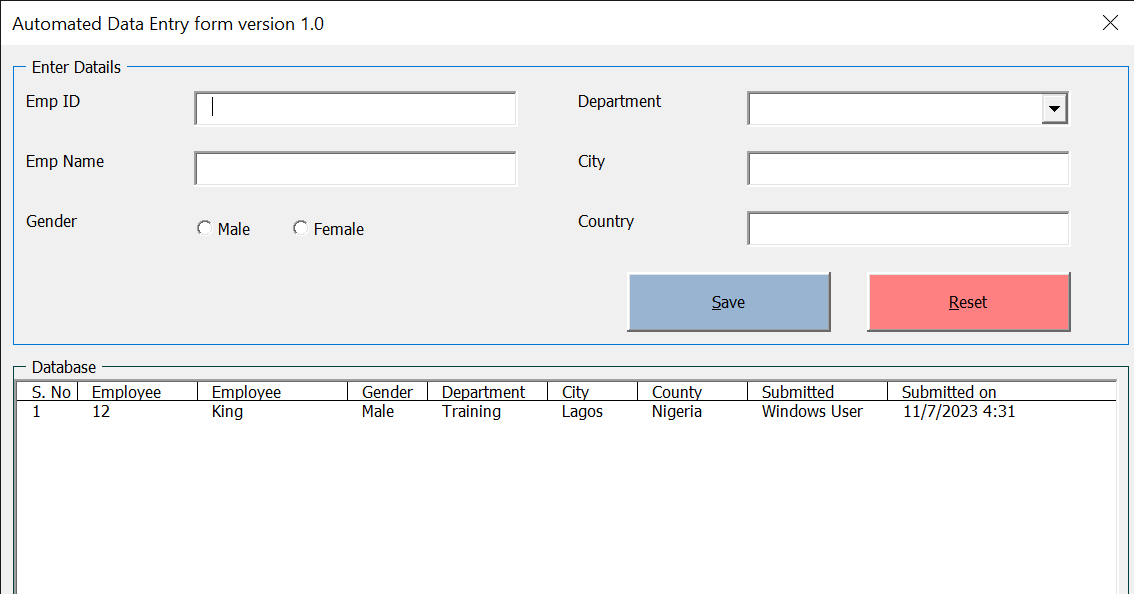 Automated Data Entry form version 1.0
Enter Datails
Emp ID
Department
Emp Name
City
Gender
Male
Female
Country
Save
Reset
Database
S. No Employee Employee Gender Department City County Submitted Submitted on
1 12 King Male Training Lagos Nigeria Windows User 11/7/2023 4:31